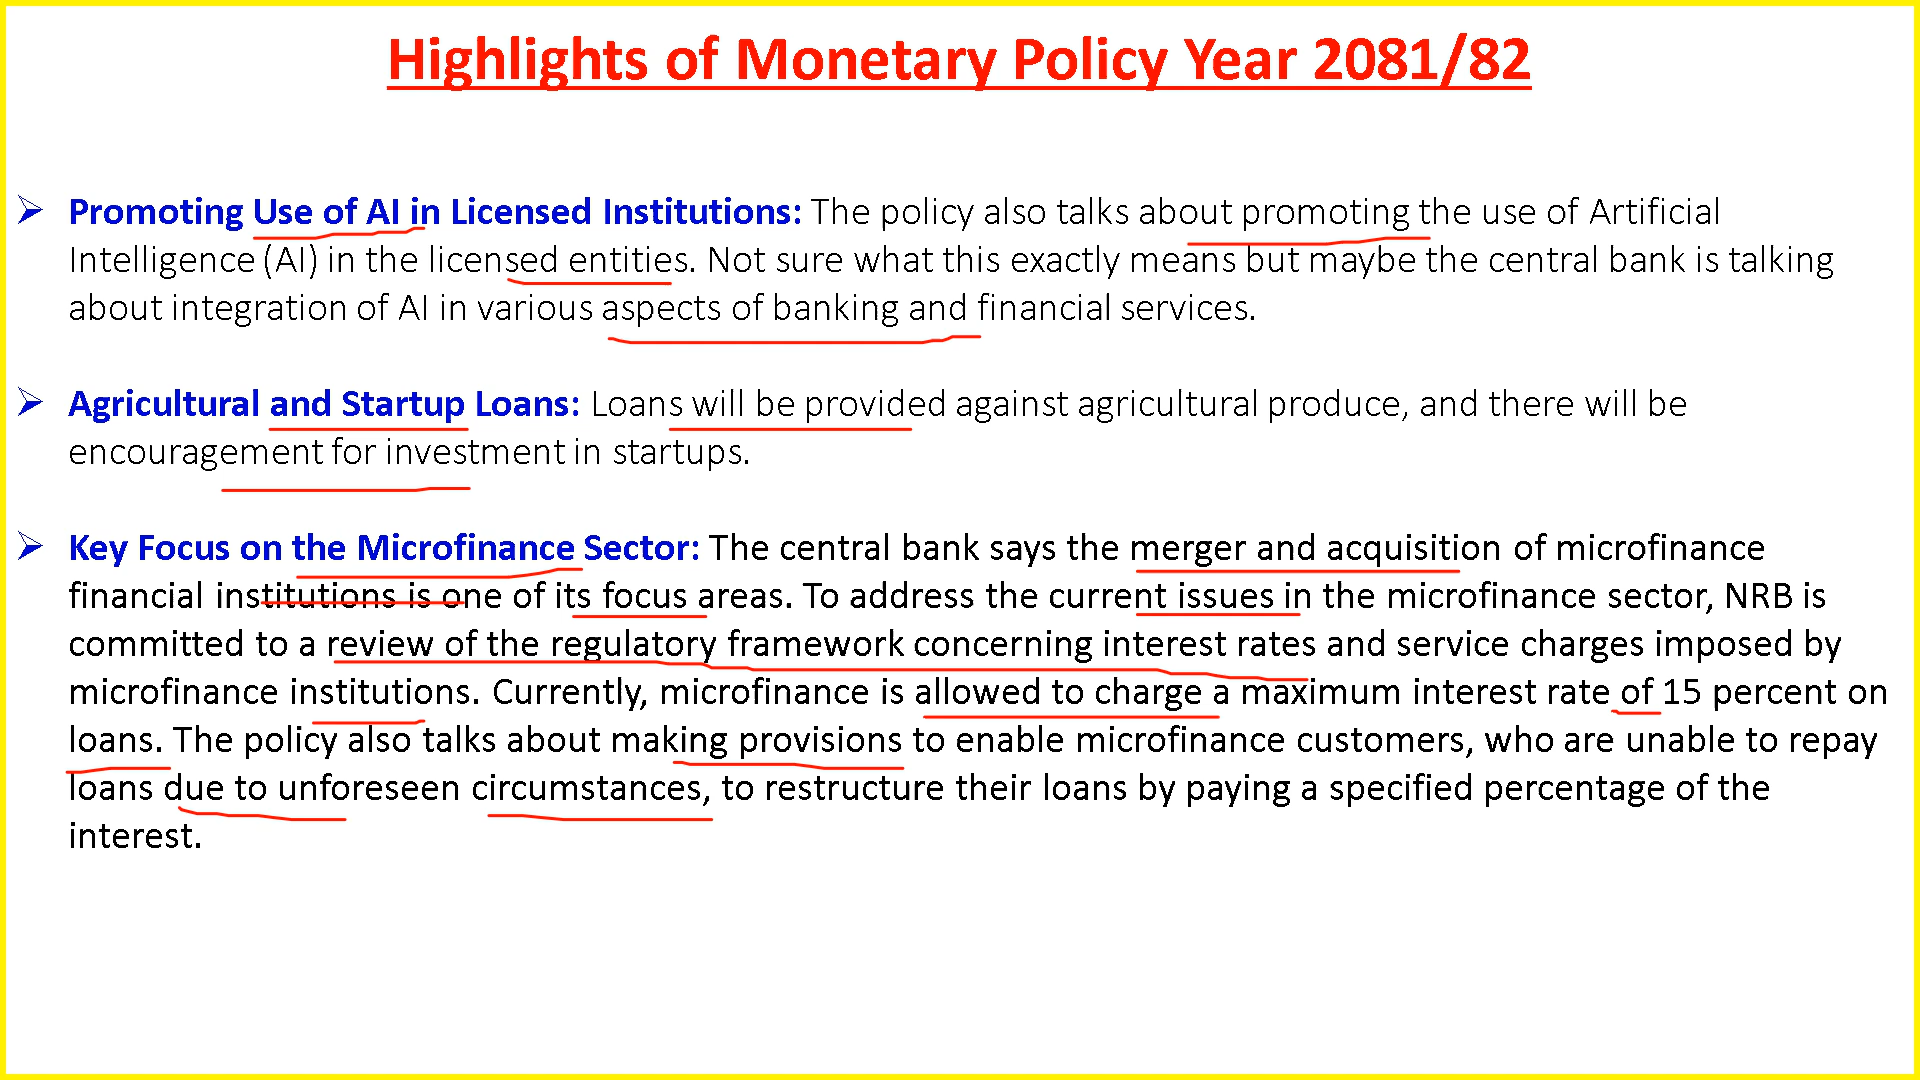 Highlights of Monetary Policy Year 2081/82
➢ Promoting Use of AI in Licensed Institutions: The policy also talks about promoting the use of Artificial
Intelligence (AI) in the licensed entities. Not sure what this exactly means but maybe the central bank is talking
about integration of AI in various aspects of banking and financial services.
➢ Agricultural and Startup Loans: Loans will be provided against agricultural produce, and there will be
encouragement for investment in startups.
➢ Key Focus on the Microfinance Sector: The central bank says the merger and acquisition of microfinance
financial institutions is one of its focus areas. To address the current issues in the microfinance sector, NRB is
committed to a review of the regulatory framework concerning interest rates and service charges imposed by
microfinance institutions. Currently, microfinance is allowed to charge a maximum interest rate of 15 percent on
loans. The policy also talks about making provisions to enable microfinance customers, who are unable to repay
loans due to unforeseen circumstances, to restructure their loans by paying a specified percentage of the
interest.